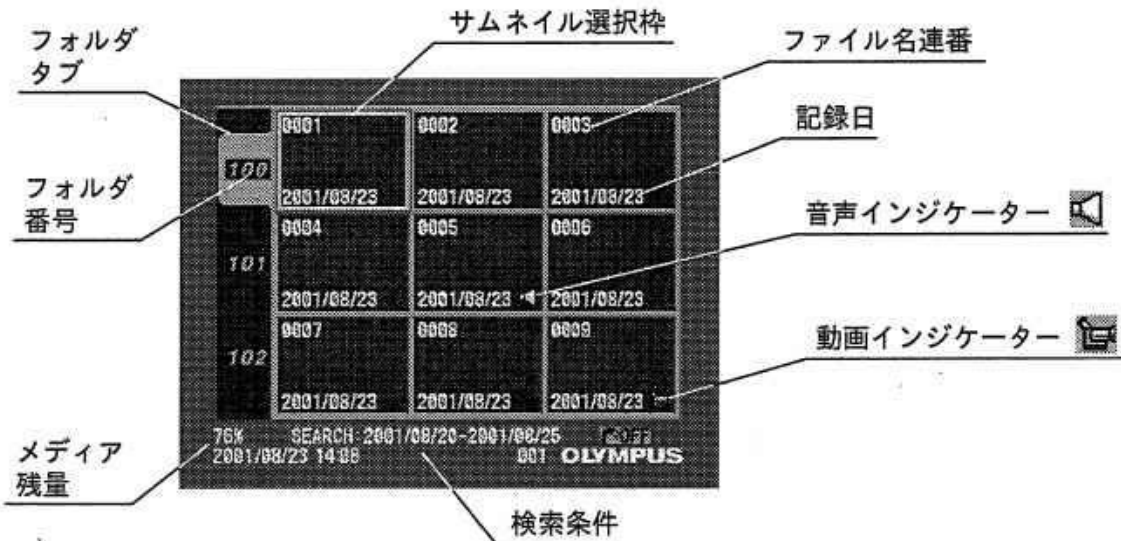 サムネイル選択枠
フォルダ
タブ
ファイル名連番
記録日
フォルダ
番号
音声インジケーター
動画インジケーター
メディア
残量
検索条件
100
101
102
0001
0002
0003
2001/08/23
2001/08/23
2001/08/23
0004
0005
0006
2001/08/23
2001/08/23
2001/08/23
0007
0008
0009
2001/08/23
2001/08/23
2001/08/23
76% SEARCH:2001/08/20~2001/08/25 OFF
2001/08/23 14:08 001 OLYMPUS